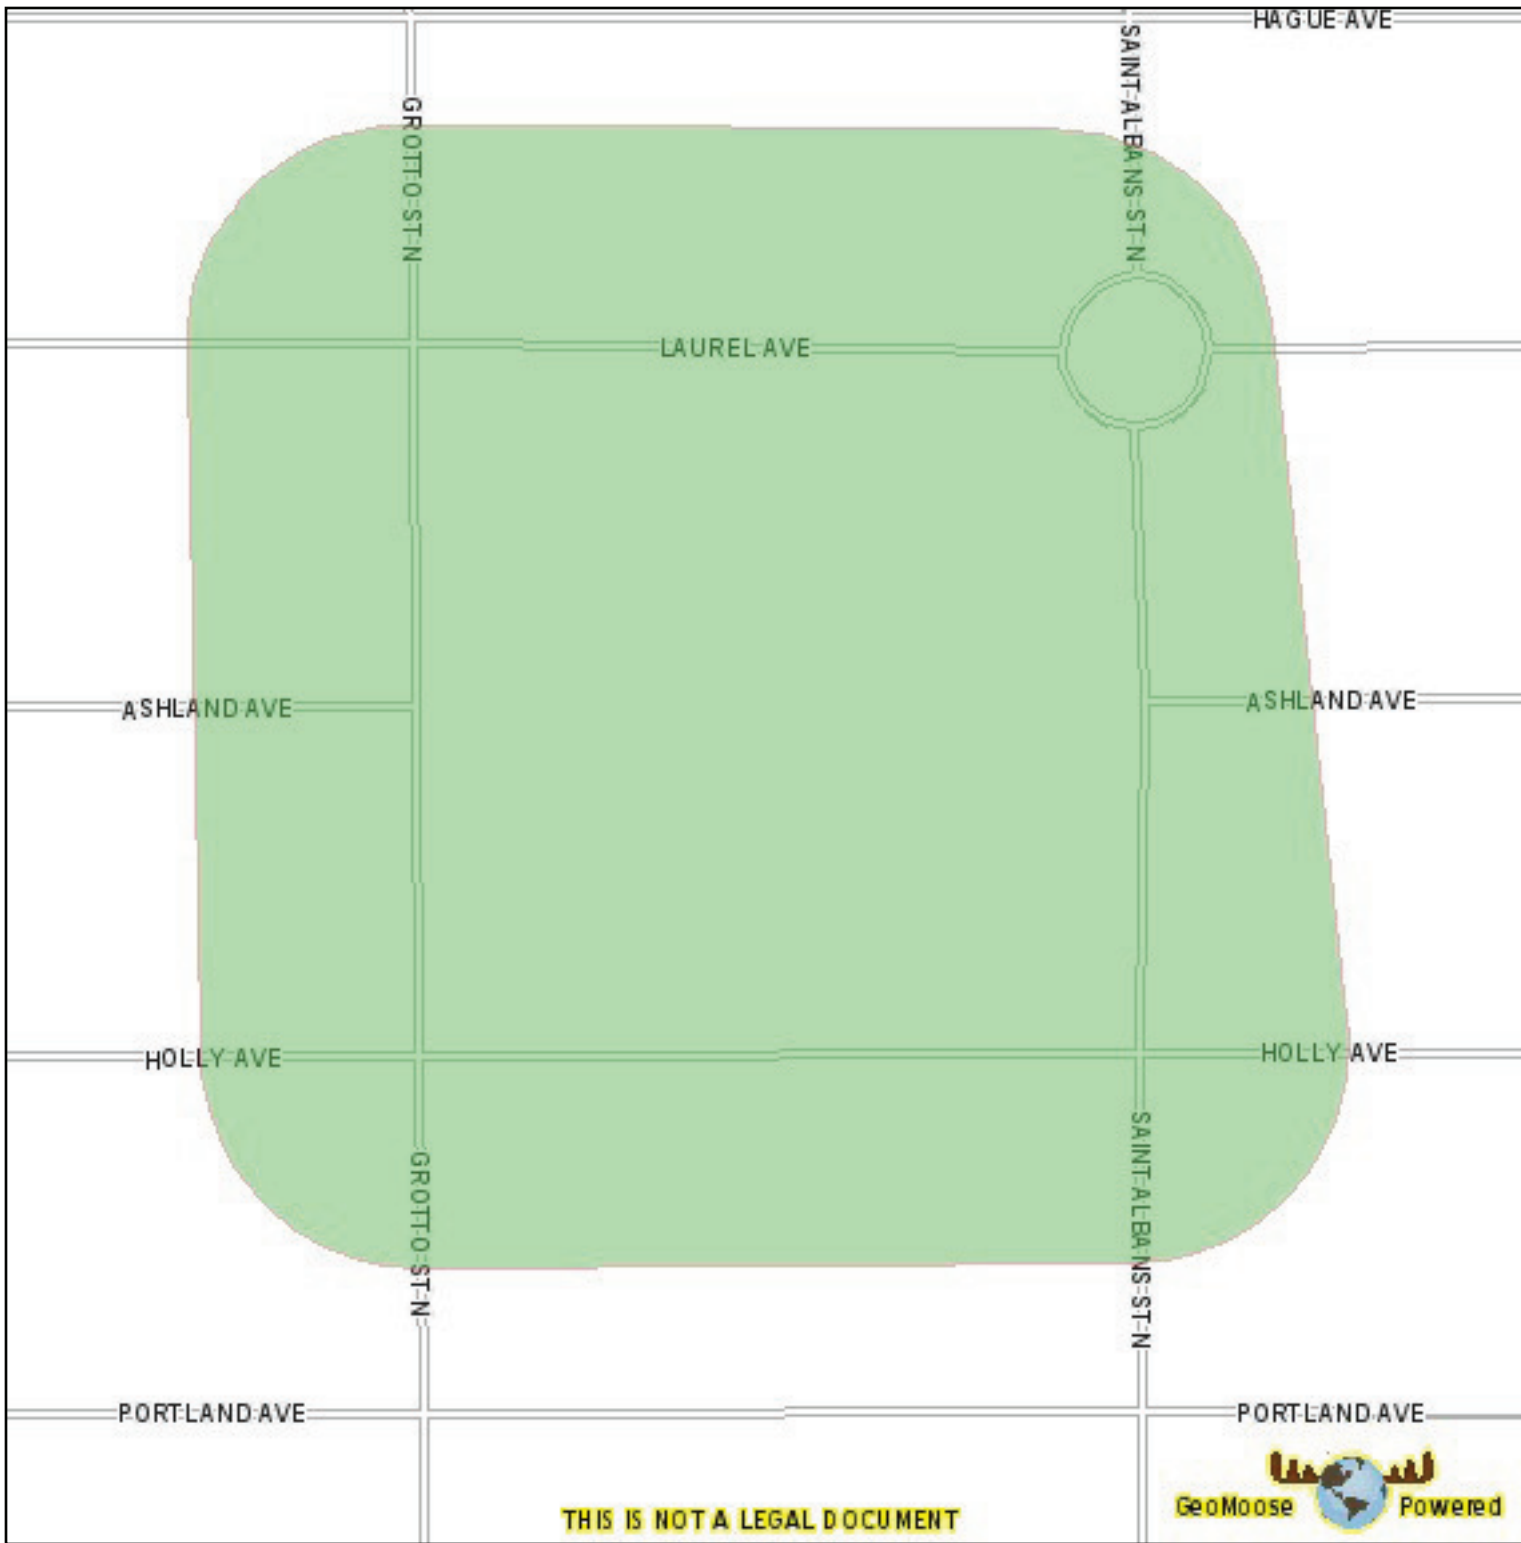 HAGUE AVE
SAINT ALBANS ST N
GROTTO ST N
LAUREL AVE
ASHLAND AVE
ASHLAND AVE
HOLLY AVE
HOLLY AVE
SAINT ALBANS ST N
GROTTO ST N
PORTLAND AVE
PORTLAND AVE
GeoMoose Powered
THIS IS NOT A LEGAL DOCUMENT